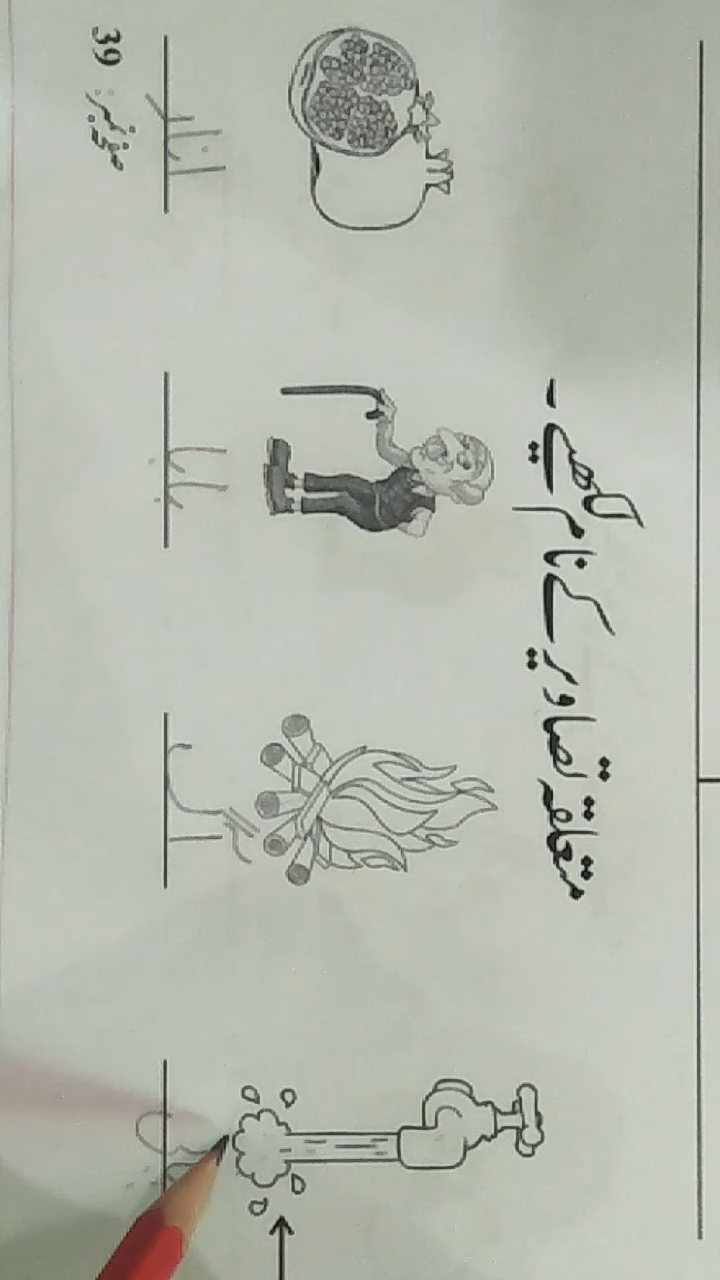 متعلقہ تصاویر کے نام لکھیے۔
آگ
بابا
انار
صفحہ نمبر: 39